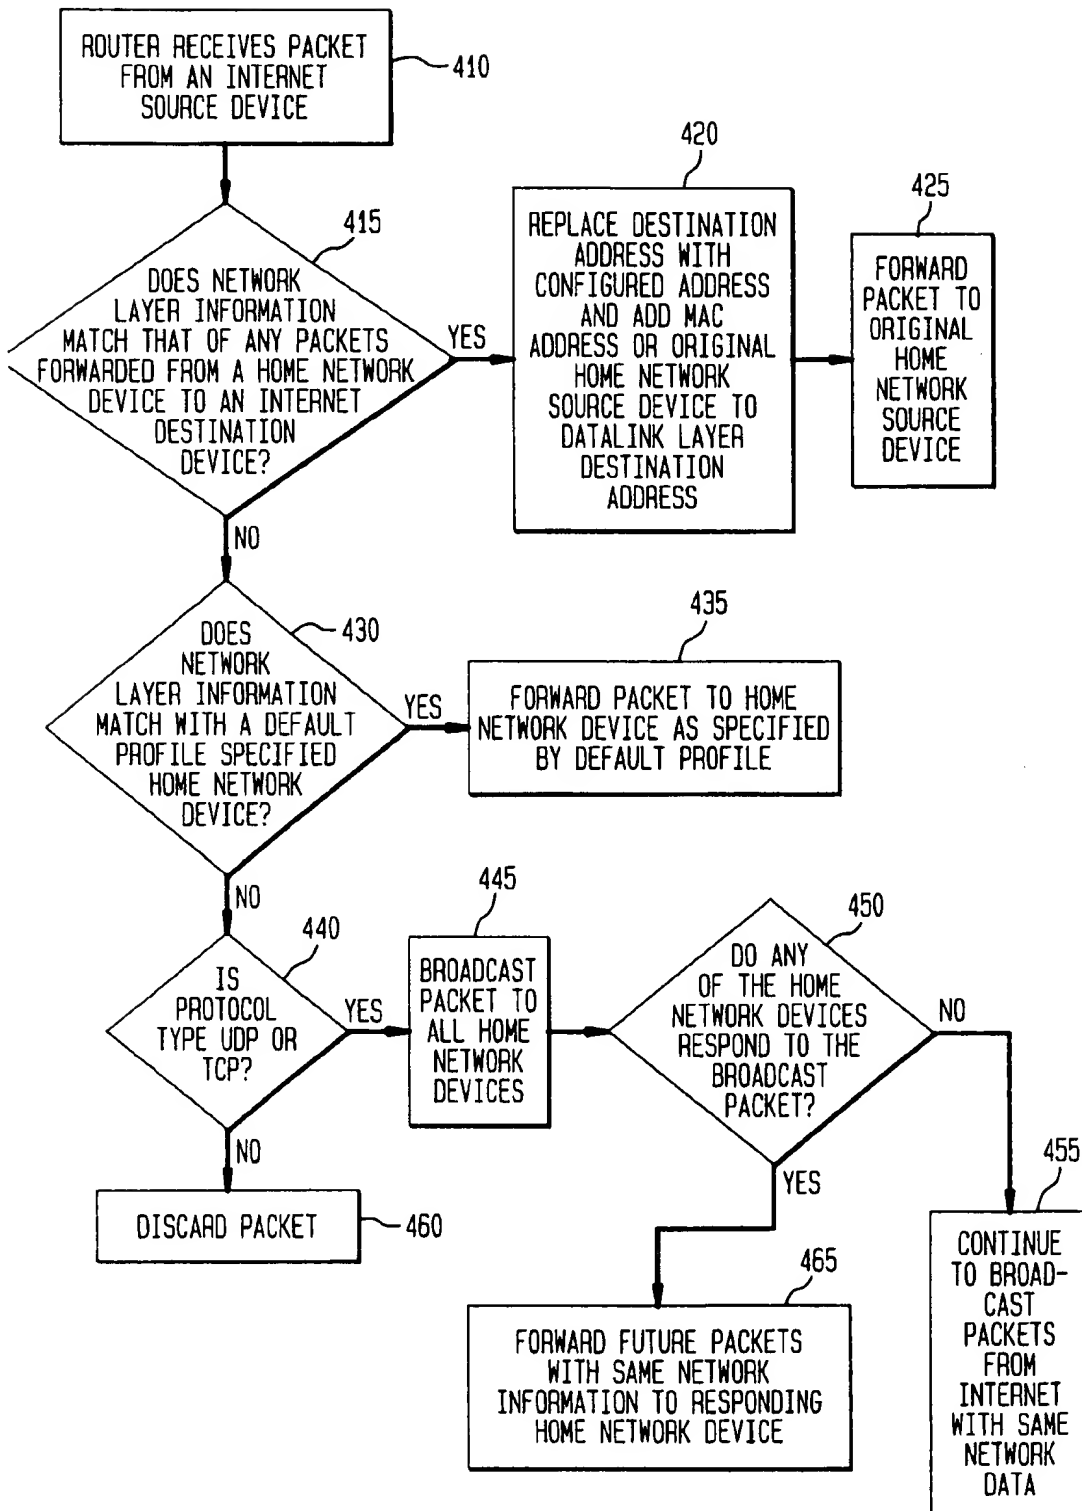 ROUTER RECEIVES PACKET
FROM AN INTERNET
SOURCE DEVICE
410
415
DOES NETWORK
LAYER INFORMATION
MATCH THAT OF ANY PACKETS
FORWARDED FROM A HOME NETWORK
DEVICE TO AN INTERNET
DESTINATION
DEVICE?
YES
NO
420
REPLACE DESTINATION
ADDRESS WITH
CONFIGURED ADDRESS
AND ADD MAC
ADDRESS OR ORIGINAL
HOME NETWORK
SOURCE DEVICE TO
DATALINK LAYER
DESTINATION
ADDRESS
425
FORWARD
PACKET TO
ORIGINAL
HOME
NETWORK
SOURCE
DEVICE
430
DOES
NETWORK
LAYER INFORMATION
MATCH WITH A DEFAULT
PROFILE SPECIFIED
HOME NETWORK
DEVICE?
YES
NO
435
FORWARD PACKET TO HOME
NETWORK DEVICE AS SPECIFIED
BY DEFAULT PROFILE
440
IS
PROTOCOL
TYPE UDP OR
TCP?
YES
NO
445
BROADCAST
PACKET TO
ALL HOME
NETWORK
DEVICES
450
DO ANY
OF THE HOME
NETWORK DEVICES
RESPOND TO THE
BROADCAST
PACKET?
NO
YES
455
CONTINUE
TO BROAD-
CAST
PACKETS
FROM
INTERNET
WITH SAME
NETWORK
DATA
DISCARD PACKET
460
465
FORWARD FUTURE PACKETS
WITH SAME NETWORK
INFORMATION TO RESPONDING
HOME NETWORK DEVICE